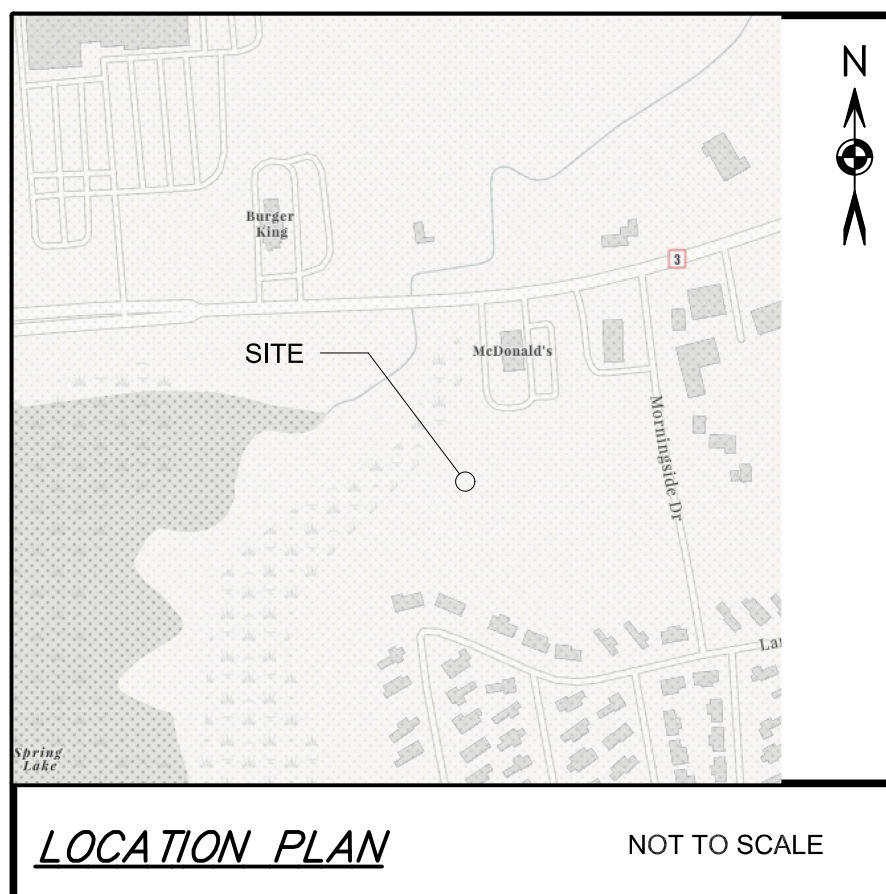 N
Burger
King
3
SITE
McDonald's
Morningside Dr
Spring
Lake
LOCATION PLAN
NOT TO SCALE